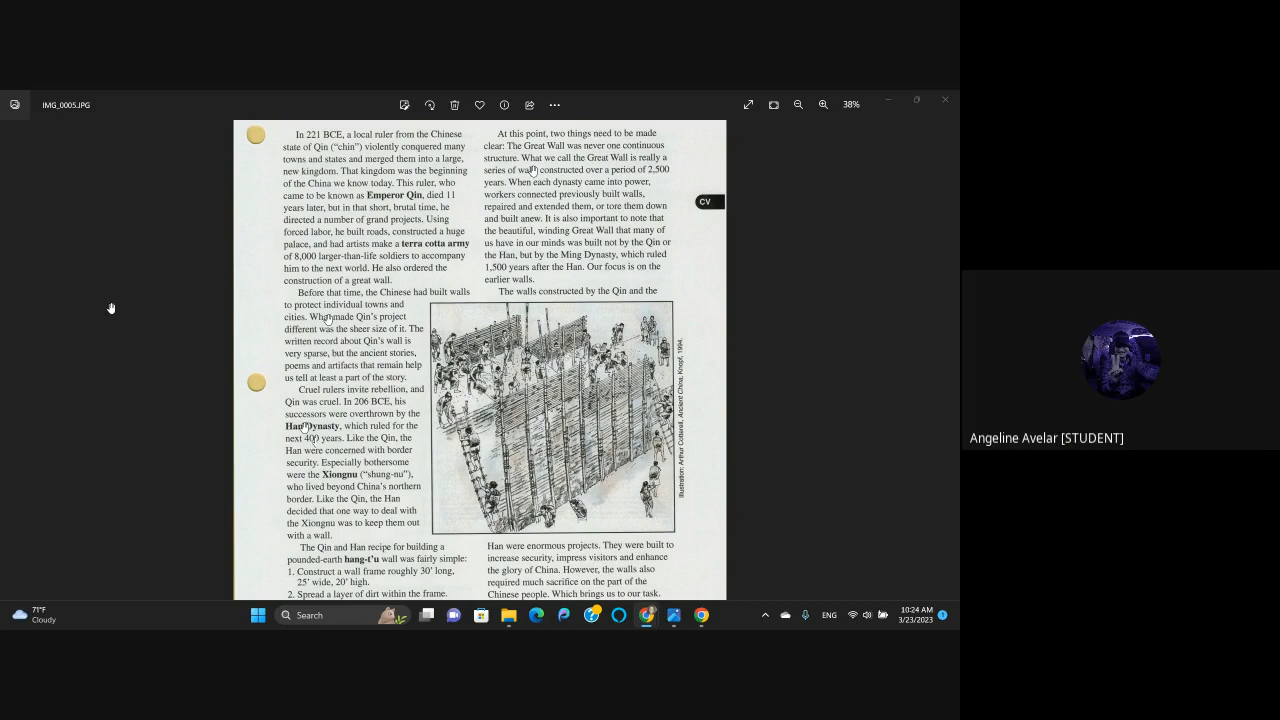 IMG_0005.JPG
38%
In 221 BCE, a local ruler from the Chinese
state of Qin (“chin”) violently conquered many
towns and states and merged them into a large,
new kingdom. That kingdom was the beginning
of the China we know today. This ruler, who
came to be known as Emperor Qin, died 11
years later, but in that short, brutal time, he
directed a number of grand projects. Using
forced labor, he built roads, constructed a huge
palace, and had artists make a terra cotta army
of 8,000 larger-than-life soldiers to accompany
him to the next world. He also ordered the
construction of a great wall.
Before that time, the Chinese had built walls
to protect individual towns and
cities. What made Qin’s project
different was the sheer size of it. The
written record about Qin’s wall is
very sparse, but the ancient stories,
poems and artifacts that remain help
us tell at least a part of the story.
Cruel rulers invite rebellion, and
Qin was cruel. In 206 BCE, his
successors were overthrown by the
Han Dynasty, which ruled for the
next 400 years. Like the Qin, the
Han were concerned with border
security. Especially bothersome
were the Xiongnu (“shung-nu”),
who lived beyond China’s northern
border. Like the Qin, the Han
decided that one way to deal with
the Xiongnu was to keep them out
with a wall.
The Qin and Han recipe for building a
pounded-earth hang-t’u wall was fairly simple:
1. Construct a wall frame roughly 30’ long,
25’ wide, 20’ high.
2. Spread a layer of dirt within the frame.
At this point, two things need to be made
clear: The Great Wall was never one continuous
structure. What we call the Great Wall is really a
series of walls constructed over a period of 2,500
years. When each dynasty came into power,
workers connected previously built walls,
repaired and extended them, or tore them down
and built anew. It is also important to note that
the beautiful, winding Great Wall that many of
us have in our minds was built not by the Qin or
the Han, but by the Ming Dynasty, which ruled
1,500 years after the Han. Our focus is on the
earlier walls.
The walls constructed by the Qin and the
Illustration: Arthur Cotterell, Ancient China, Knopf, 1994.
Han were enormous projects. They were built to
increase security, impress visitors and enhance
the glory of China. However, the walls also
required much sacrifice on the part of the
Chinese people. Which brings us to our task.
CV
Angeline Avelar [STUDENT]
71°F
Cloudy
Search
ENG
10:24 AM
3/23/2023
1